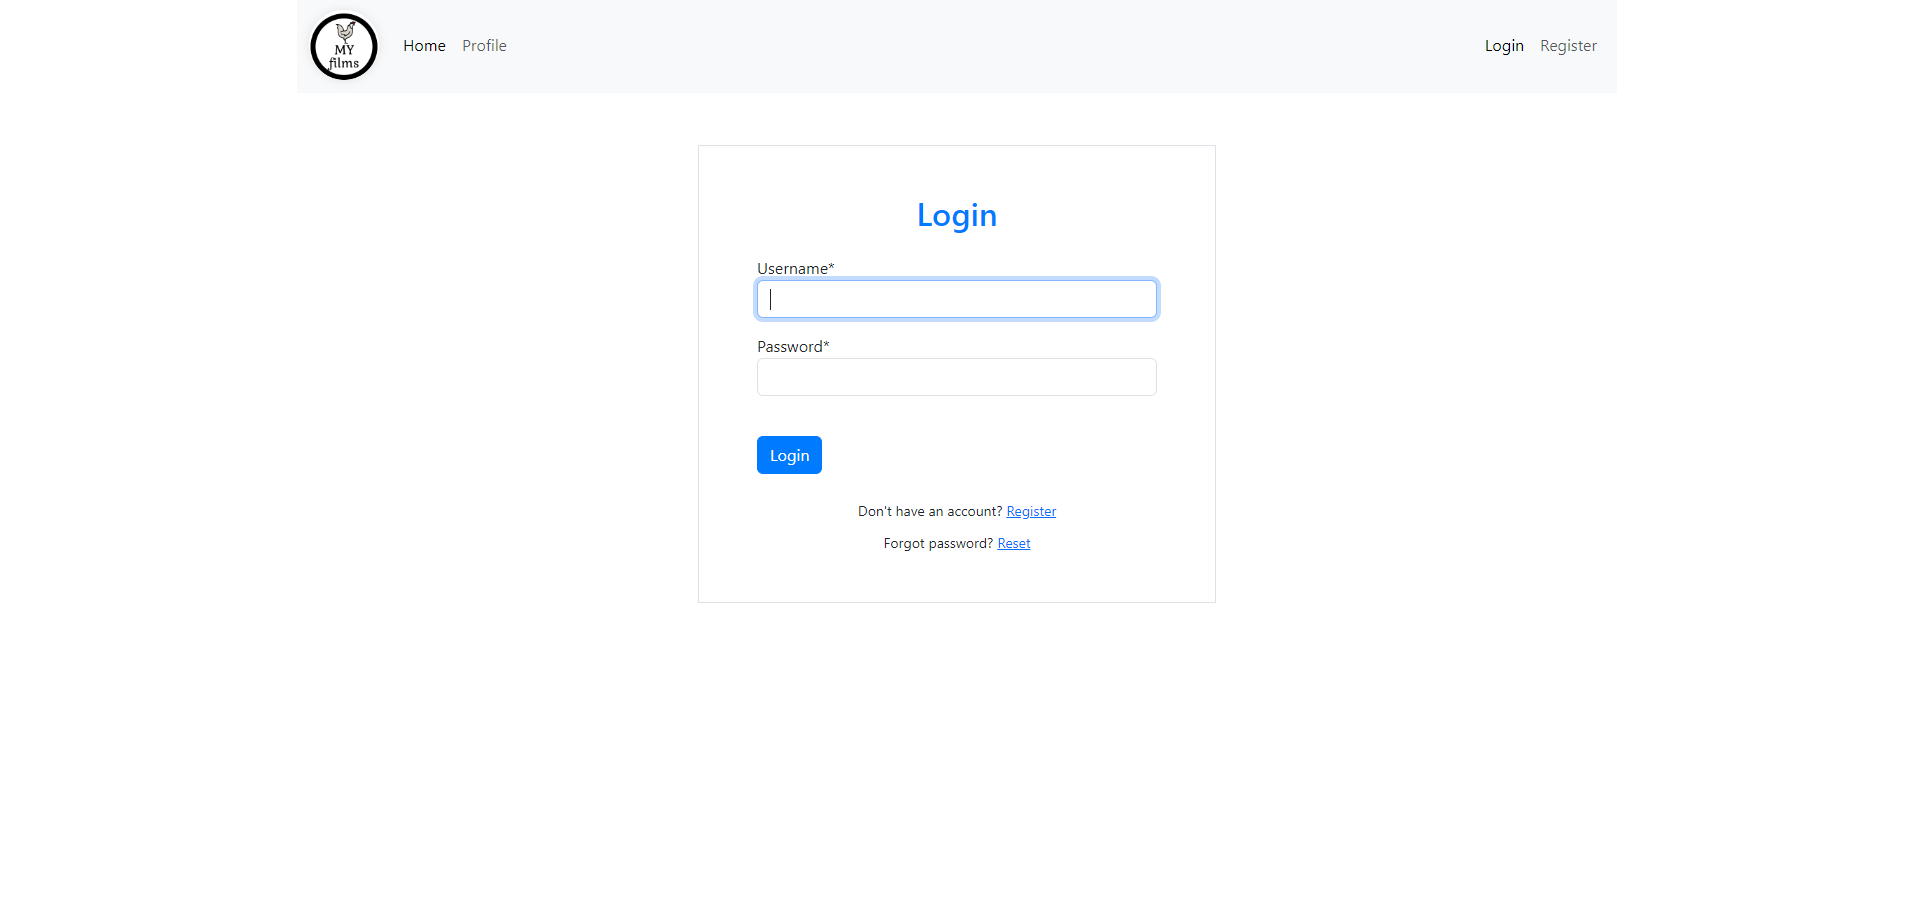 MY
films
Home Profile Login Register
Login
Username*
Password*
Login
Don't have an account? Register
Forgot password? Reset